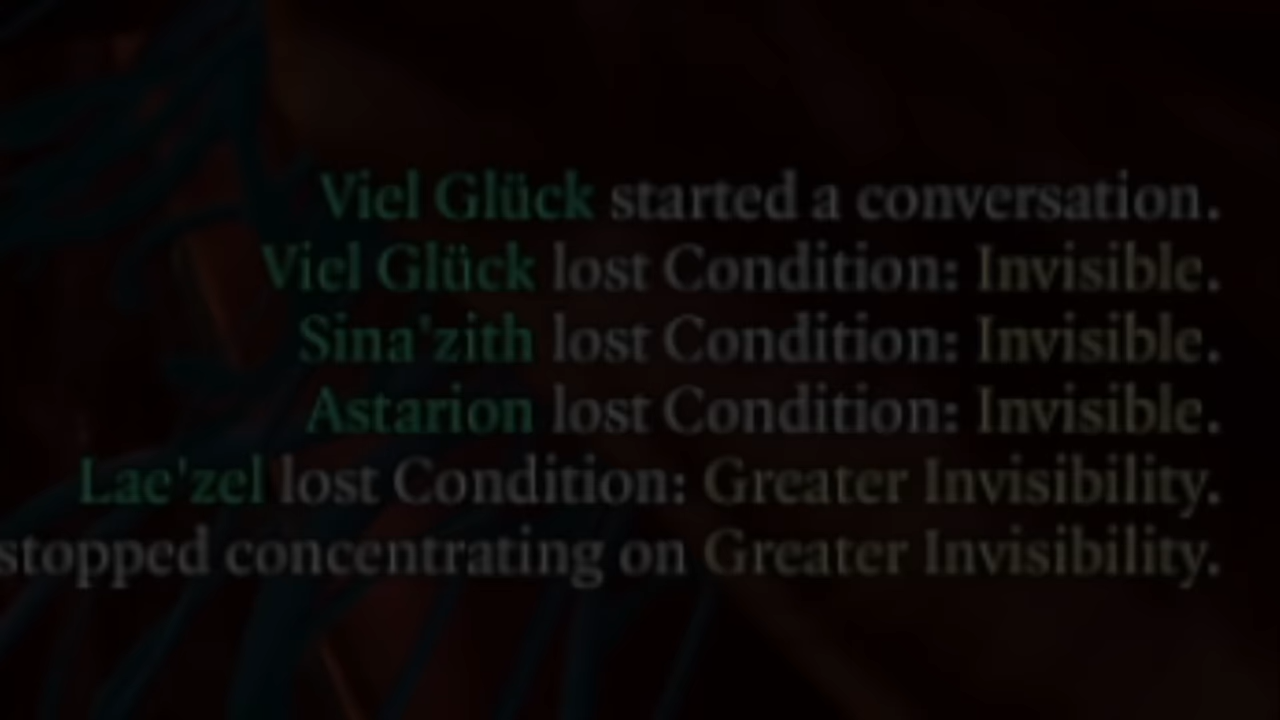 Viel Glück started a conversation.
Viel Glück lost Condition: Invisible.
Sina'zith lost Condition: Invisible.
Astarion lost Condition: Invisible.
Lae'zel lost Condition: Greater Invisibility.
stopped concentrating on Greater Invisibility.